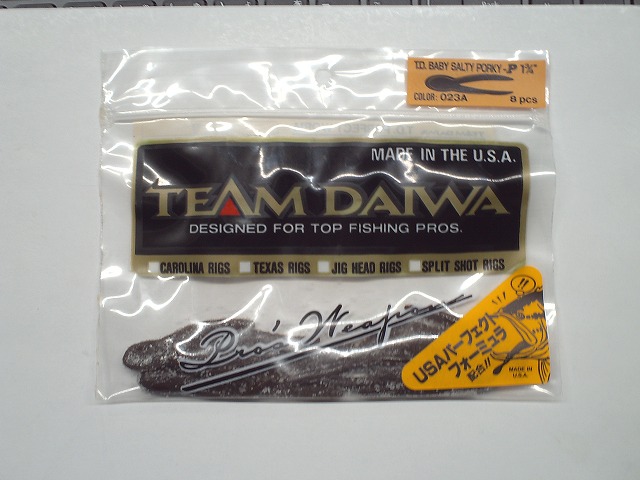 T.D. BABY SALTY PORKY-P 1¾"
COLOR: 023A 8 pcs
MADE IN THE U.S.A.
TEAM DAIWA
DESIGNED FOR TOP FISHING PROS.
CAROLINA RIGS TEXAS RIGS JIG HEAD RIGS SPLIT SHOT RIGS
Pro's Weapon
!!
USAパーフェクト
フォーミュラ
配合!!
MADE IN
U.S.A.